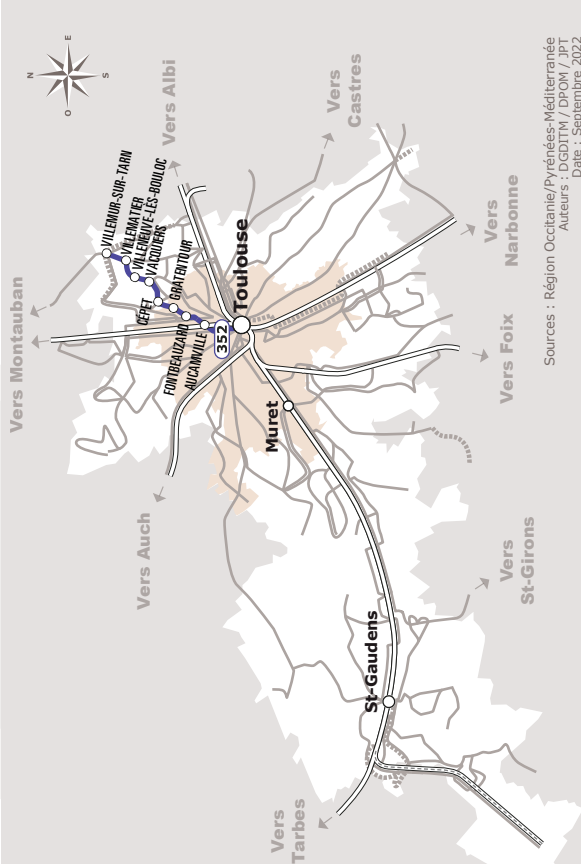 N
E
S
O
Vers Albi
Vers
Castres
Vers Montauban
VILLEMUR-SUR-TARN
VILLEMATIER
VILLENEUVE-LÈS-BOULOC
VACQUIERS
CÉPET
GRATENTOUR
FONTBEAUZARD
AUCAMVILLE
352
Toulouse
Vers
Narbonne
Vers Foix
Muret
Vers Auch
Vers
St-Girons
St-Gaudens
Vers
Tarbes
Sources : Région Occitanie/Pyrénées-Méditerranée
Auteurs : DGDITM / DPOM / JPT
Date : Septembre 2022